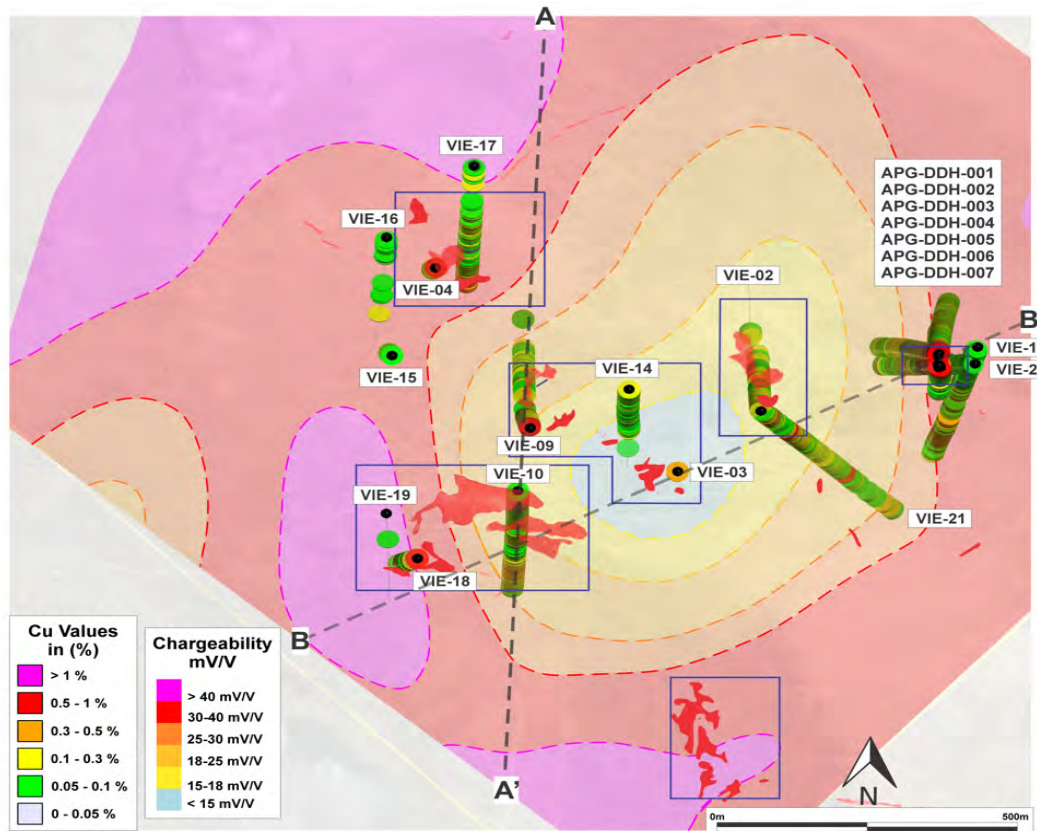 A
VIE-17
APG-DDH-001
APG-DDH-002
APG-DDH-003
APG-DDH-004
APG-DDH-005
APG-DDH-006
APG-DDH-007
VIE-16
VIE-04
VIE-02
B
VIE-1
VIE-2
VIE-15
VIE-14
VIE-09
VIE-03
VIE-10
VIE-19
VIE-21
VIE-18
B
A'
Cu Values
in (%)
> 1 %
0.5 - 1 %
0.3 - 0.5 %
0.1 - 0.3 %
0.05 - 0.1 %
0 - 0.05 %
Chargeability
mV/V
> 40 mV/V
30-40 mV/V
25-30 mV/V
18-25 mV/V
15-18 mV/V
< 15 mV/V
N
0m
500m